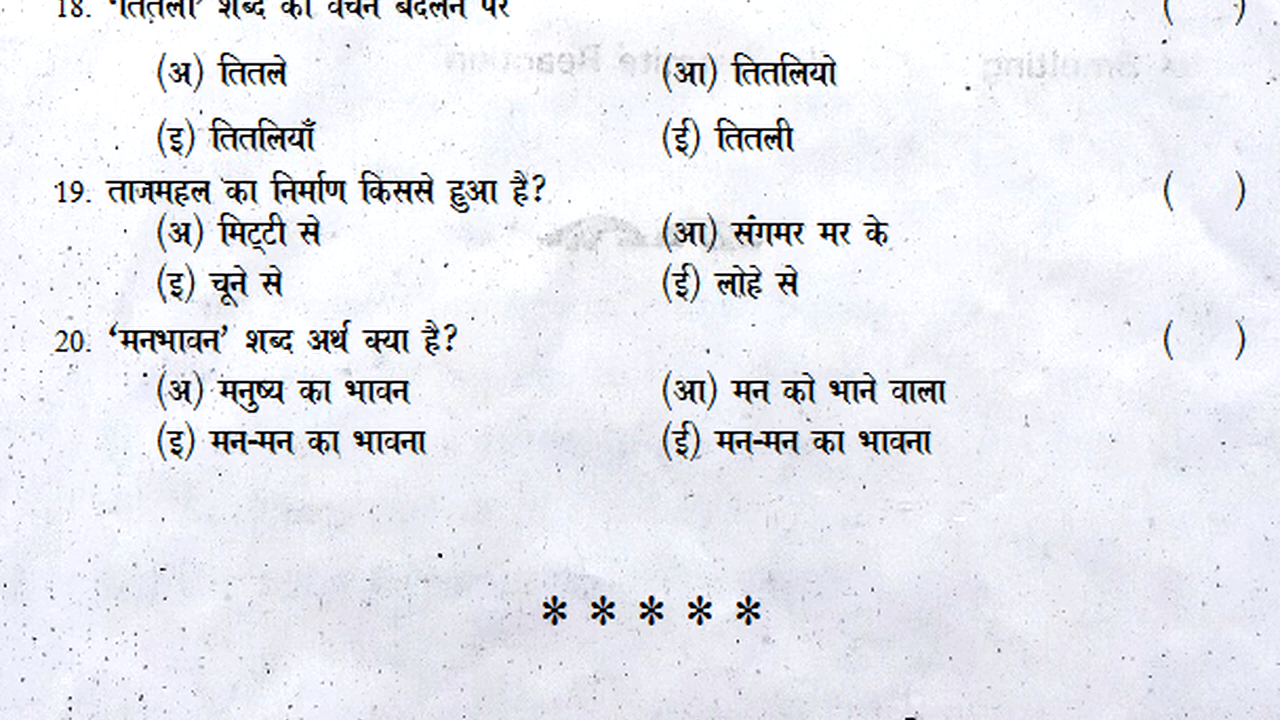 18. 'तितली' शब्द का वचन बदलने पर ( )
(अ) तितले (आ) तितलियो
(इ) तितलियाँ (ई) तितली
19. ताजमहल का निर्माण किससे हुआ है? ( )
(अ) मिट्टी से (आ) संगमर मर के
(इ) चूने से (ई) लोहे से
20. 'मनभावन' शब्द अर्थ क्या है? ( )
(अ) मनुष्य का भावन (आ) मन को भाने वाला
(इ) मन-मन का भावना (ई) मन-मन का भावना
* * * * *